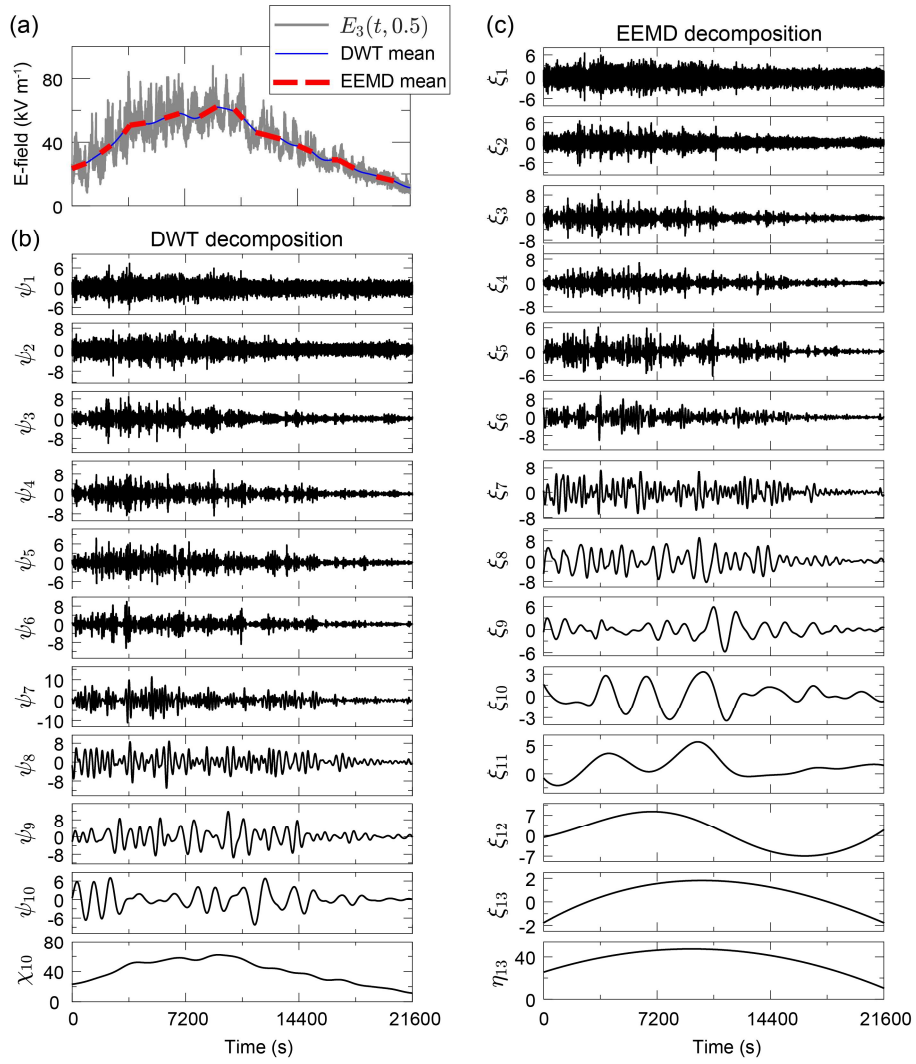 (a)
E₃(t, 0.5)
DWT mean
EEMD mean
E-field (kV m⁻¹)
80
40
0
(b)
DWT decomposition
ψ₁
6
0
-6
ψ₂
8
0
-8
ψ₃
8
0
-8
ψ₄
8
0
-8
ψ₅
6
0
-6
ψ₆
8
0
-8
ψ₇
10
0
-10
ψ₈
8
0
-8
ψ₉
8
0
-8
ψ₁₀
6
0
-6
χ₁₀
80
40
0
0 7200 14400 21600
Time (s)
(c)
EEMD decomposition
ξ₁
6
0
-6
ξ₂
6
0
-6
ξ₃
8
0
-8
ξ₄
8
0
-8
ξ₅
6
0
-6
ξ₆
8
0
-8
ξ₇
8
0
-8
ξ₈
8
0
-8
ξ₉
6
0
-6
ξ₁₀
3
0
-3
ξ₁₁
5
0
ξ₁₂
7
0
-7
ξ₁₃
2
0
-2
η₁₃
40
0
0 7200 14400 21600
Time (s)